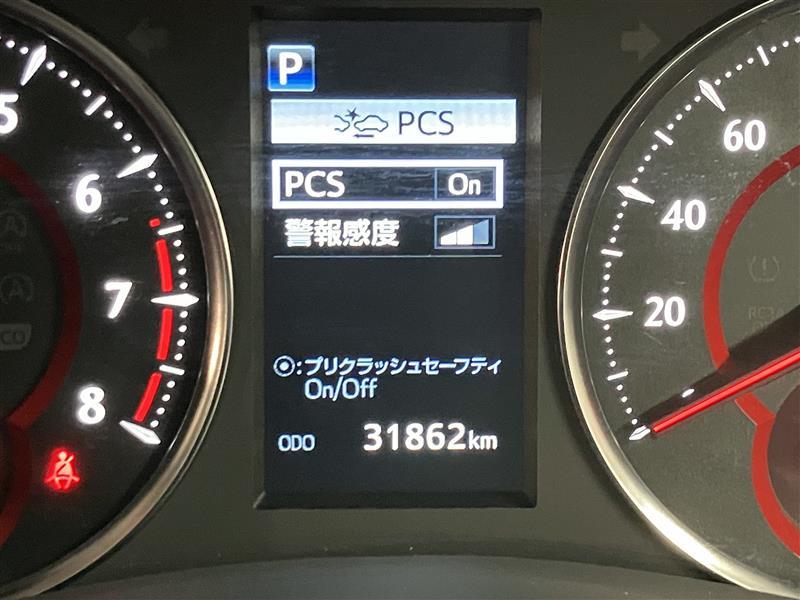 P
PCS
PCS On
警報感度
◎:プリクラッシュセーフティ
On/Off
ODO 31862km
5
6
7
8
60
40
20